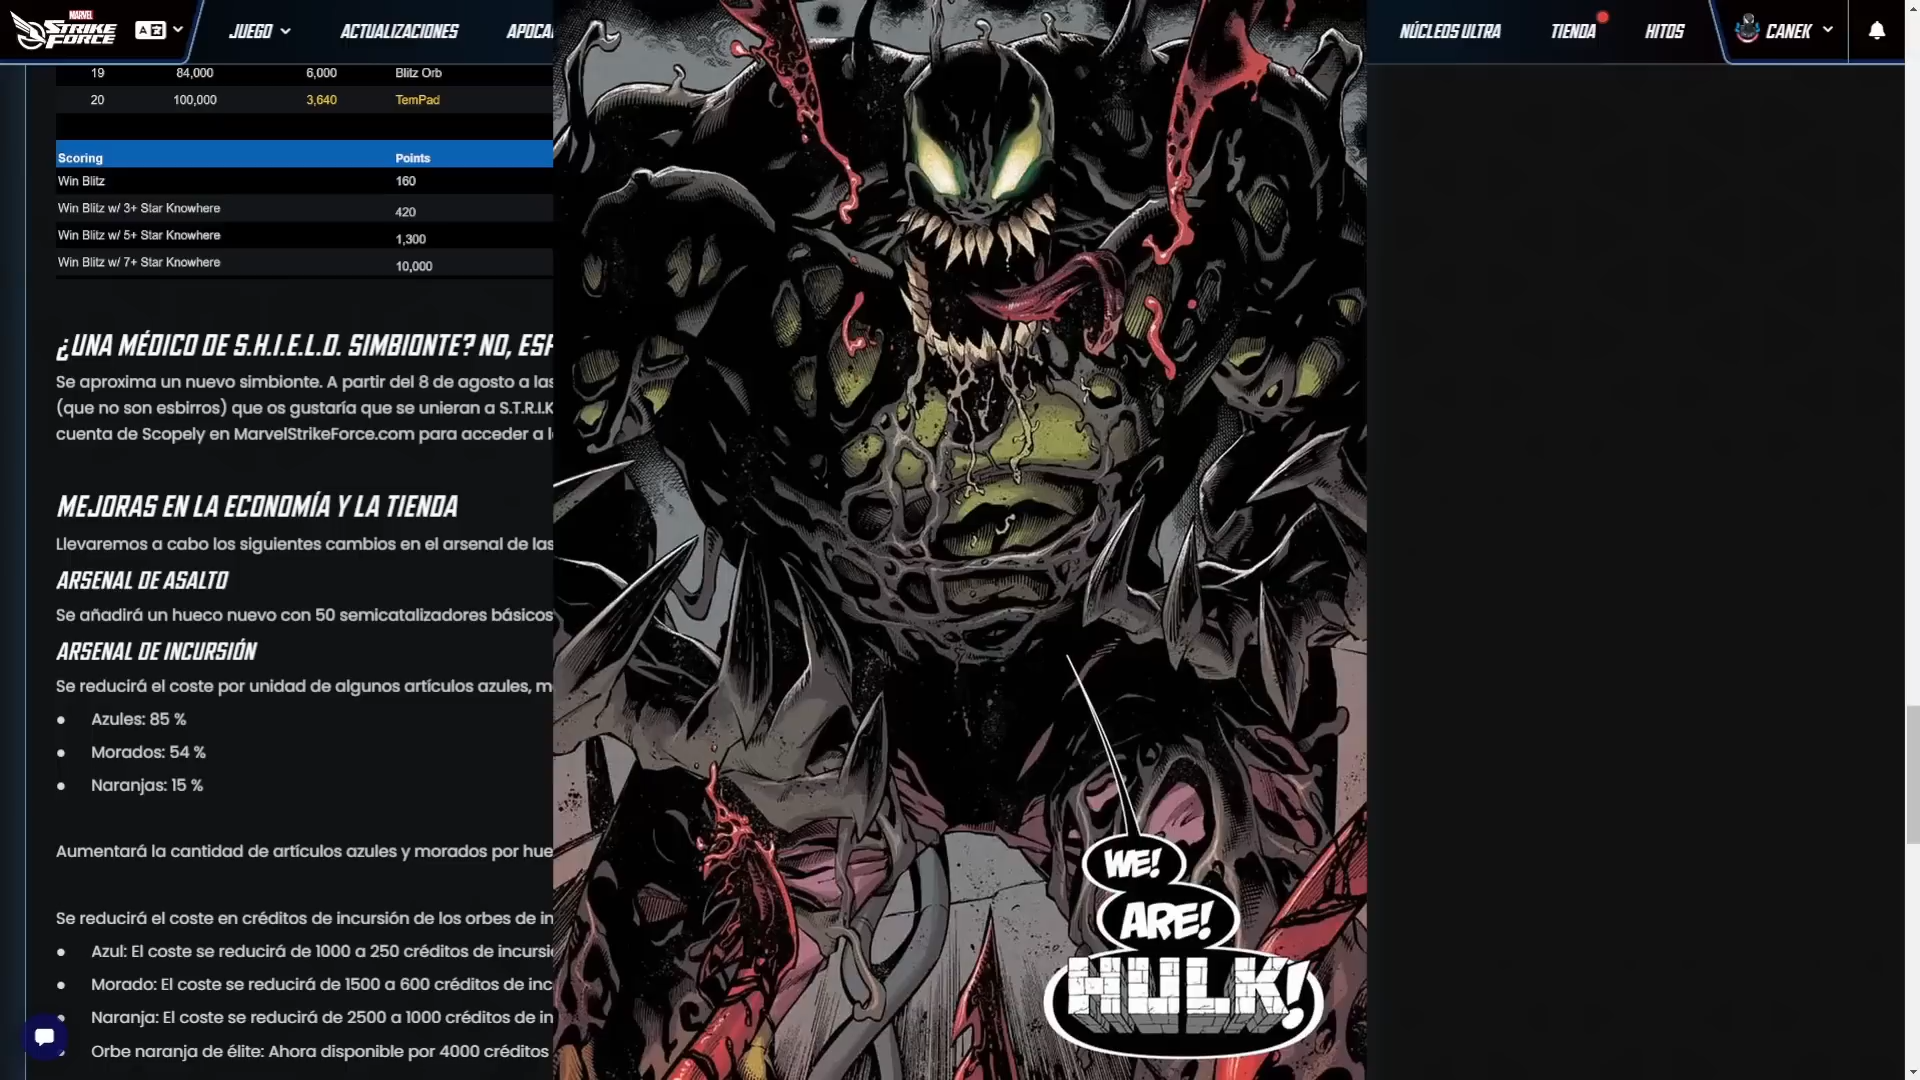 MARVEL
STRIKE
FORCE
JUEGO
ACTUALIZACIONES
NÚCLEOS ULTRA
TIENDA
HITOS
CANEK
19 84,000 6,000 Blitz Orb
20 100,000 3,640 TemPad
Scoring Points
Win Blitz 160
Win Blitz w/ 3+ Star Knowhere 420
Win Blitz w/ 5+ Star Knowhere 1,300
Win Blitz w/ 7+ Star Knowhere 10,000
¿UNA MÉDICO DE S.H.I.E.L.D. SIMBIONTE? NO,
Se aproxima un nuevo simbionte. A partir del 8 de agosto a las
(que no son esbirros) que os gustaría que se unieran a
cuenta de Scopely en MarvelStrikeForce.com para acceder a
MEJORAS EN LA ECONOMÍA Y LA TIENDA
Llevaremos a cabo los siguientes cambios en el arsenal de las
ARSENAL DE ASALTO
Se añadirá un hueco nuevo con 50 semicatalizadores básicos
ARSENAL DE INCURSIÓN
Se reducirá el coste por unidad de algunos artículos azules,
● Azules: 85 %
● Morados: 54 %
● Naranjas: 15 %
Aumentará la cantidad de artículos azules y morados por
Se reducirá el coste en créditos de incursión de los orbes de
● Azul: El coste se reducirá de 1000 a 250 créditos de
● Morado: El coste se reducirá de 1500 a 600 créditos de
Naranja: El coste se reducirá de 2500 a 1000 créditos de
Orbe naranja de élite: Ahora disponible por 4000 créditos
WE!
ARE!
HULK!